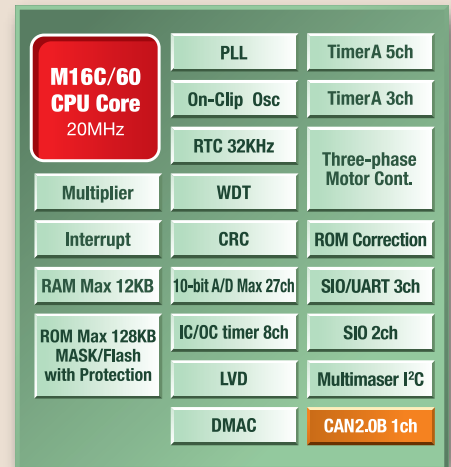 M16C/60
CPU Core
20MHz
Multiplier
Interrupt
RAM Max 12KB
ROM Max 128KB
MASK/Flash
with Protection
PLL
On-Clip Osc
RTC 32KHz
WDT
CRC
10-bit A/D Max 27ch
IC/OC timer 8ch
LVD
DMAC
TimerA 5ch
TimerA 3ch
Three-phase
Motor Cont.
ROM Correction
SIO/UART 3ch
SIO 2ch
Multimaser I²C
CAN2.0B 1ch